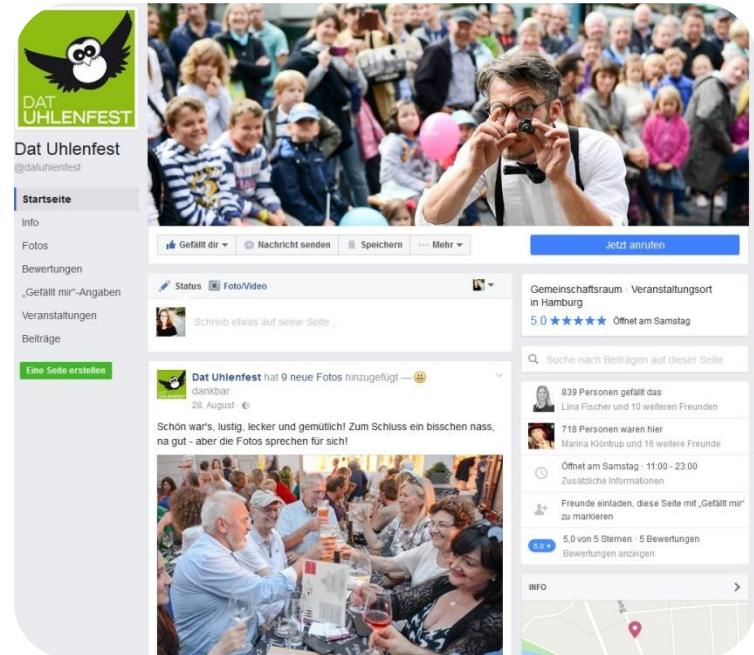 DAT
UHLENFEST
Dat Uhlenfest
@datuhlenfest
Startseite
Info
Fotos
Bewertungen
„Gefällt mir"-Angaben
Veranstaltungen
Beiträge
Eine Seite erstellen
Gefällt dir
Nachricht senden
Speichern
Mehr
Jetzt anrufen
Status
Foto/Video
Schreib etwas auf seine Seite ...
Dat Uhlenfest hat 9 neue Fotos hinzugefügt —
dankbar.
28. August
Schön war's, lustig, lecker und gemütlich! Zum Schluss ein bisschen nass,
na gut - aber die Fotos sprechen für sich!
Gemeinschaftsraum · Veranstaltungsort
in Hamburg
5.0 ★★★★★ Öffnet am Samstag
Suche nach Beiträgen auf dieser Seite
839 Personen gefällt das
Lina Fischer und 10 weiteren Freunden
718 Personen waren hier
Marina Klöntrup und 16 weitere Freunde
Öffnet am Samstag · 11:00 - 23:00
Zusätzliche Informationen
Freunde einladen, diese Seite mit „Gefällt mir"
zu markieren
5,0 ★
5,0 von 5 Sternen · 5 Bewertungen
Bewertungen anzeigen
INFO